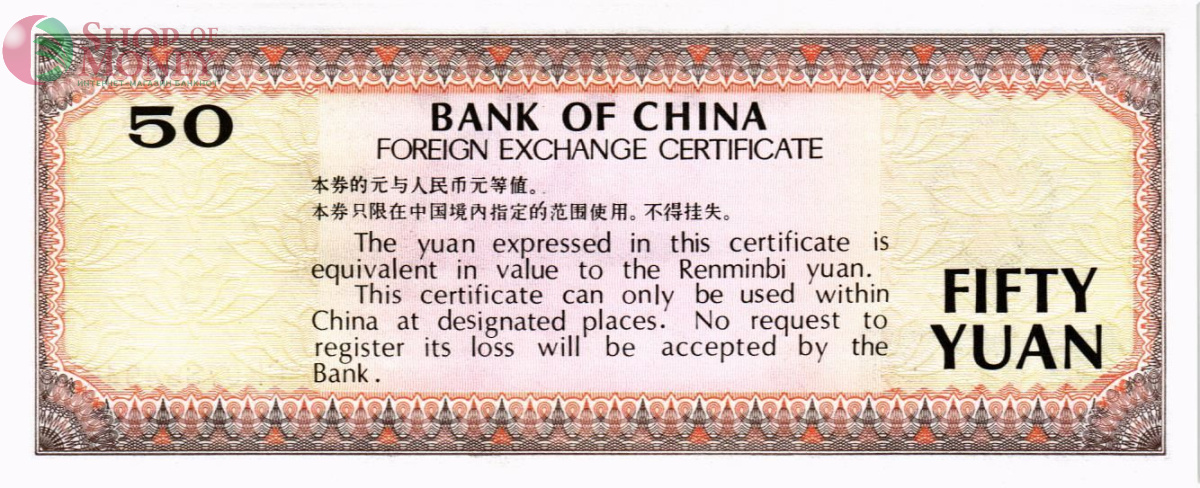 SHOP OF
MONEY
ИНТЕРНЕТ-МАГАЗИН БАНКНОТ
50
BANK OF CHINA
FOREIGN EXCHANGE CERTIFICATE
本券的元与人民币元等值。
本券只限在中国境内指定的范围使用。不得挂失。
The yuan expressed in this certificate is
equivalent in value to the Renminbi yuan.
This certificate can only be used within
China at designated places. No request to
register its loss will be accepted by the
Bank.
FIFTY
YUAN